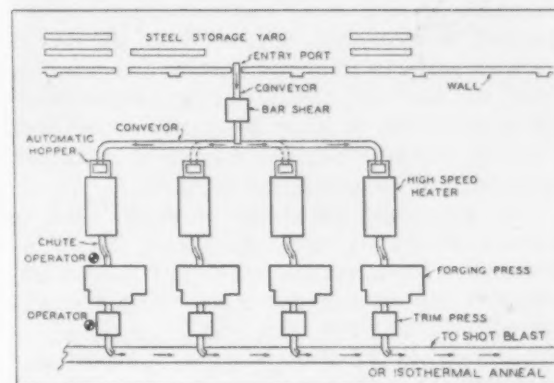 STEEL STORAGE YARD
ENTRY PORT
CONVEYOR
WALL
BAR SHEAR
CONVEYOR
AUTOMATIC
HOPPER
HIGH SPEED
HEATER
CHUTE
OPERATOR
FORGING PRESS
OPERATOR
TRIM PRESS
TO SHOT BLAST
OR ISOTHERMAL ANNEAL